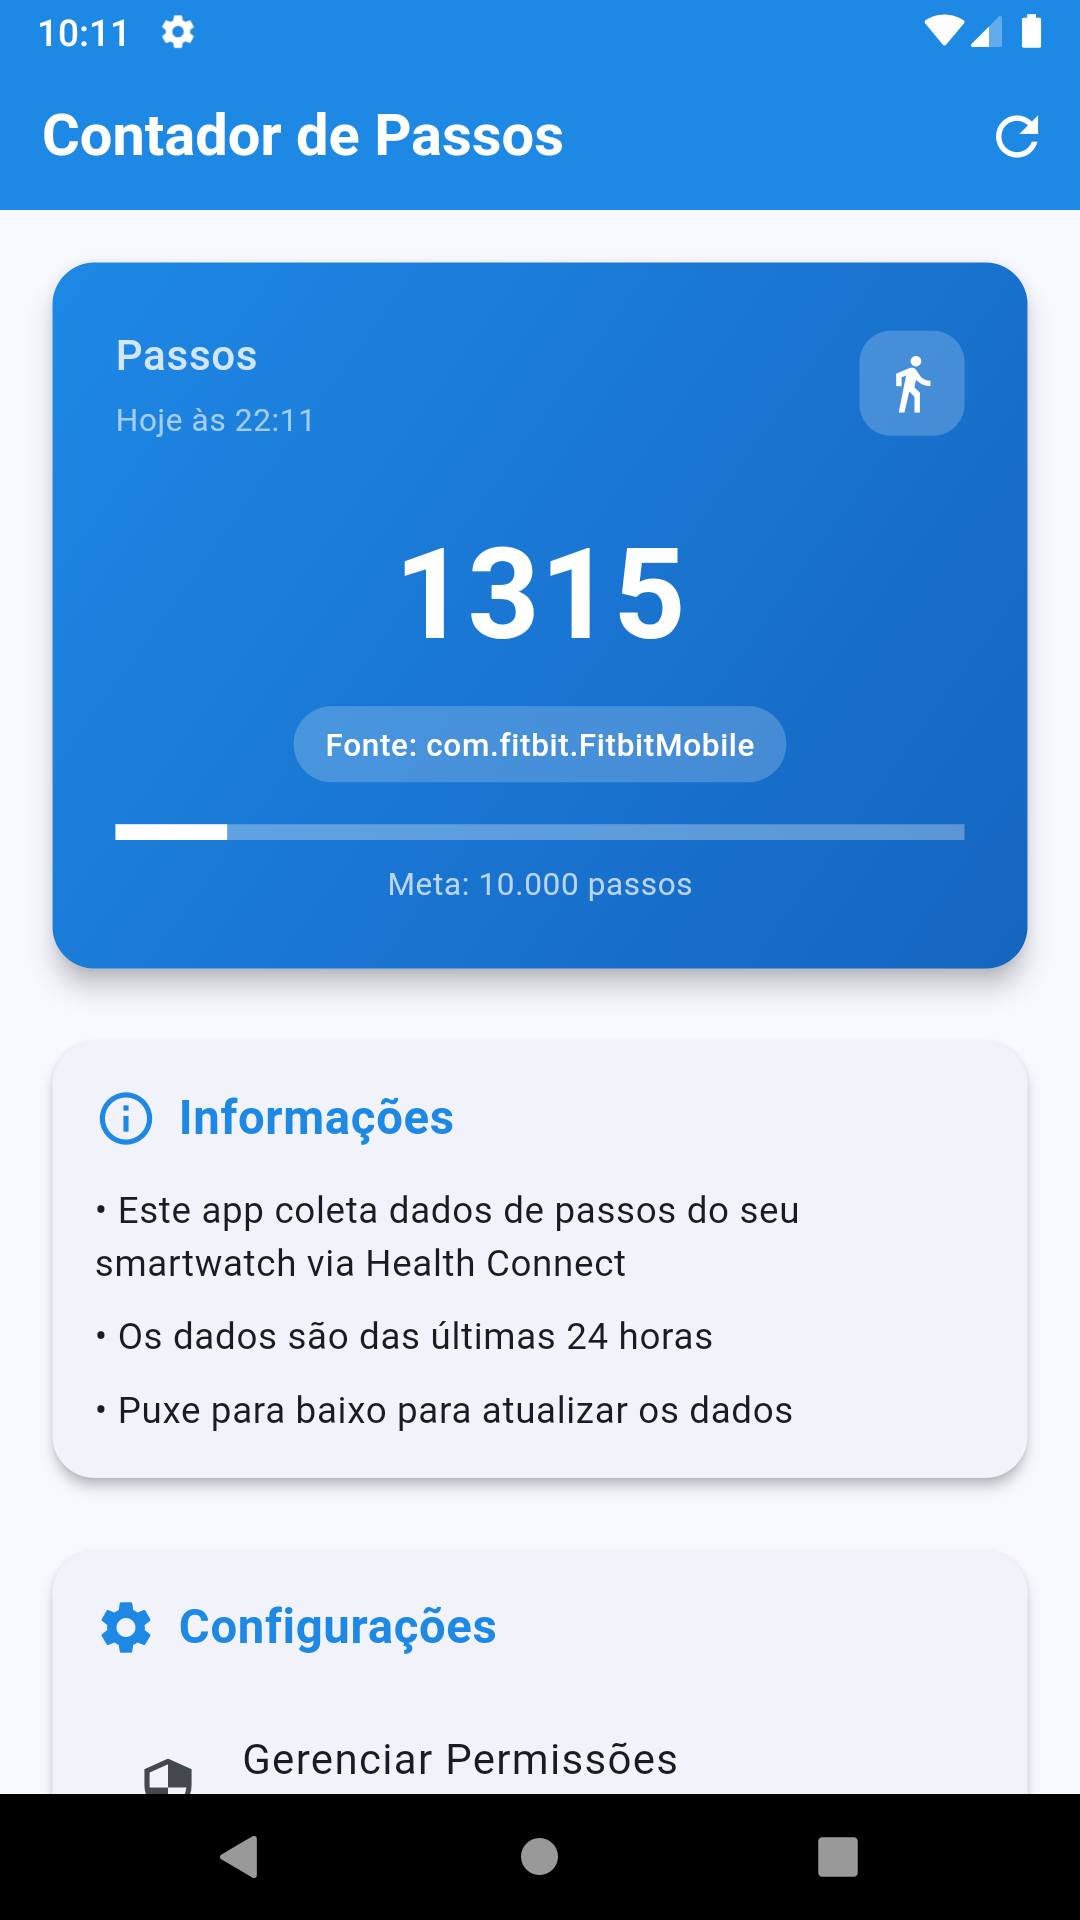 10:11
Contador de Passos
Passos
Hoje às 22:11
1315
Fonte: com.fitbit.FitbitMobile
Meta: 10.000 passos
Informações
• Este app coleta dados de passos do seu
smartwatch via Health Connect
• Os dados são das últimas 24 horas
• Puxe para baixo para atualizar os dados
Configurações
Gerenciar Permissões